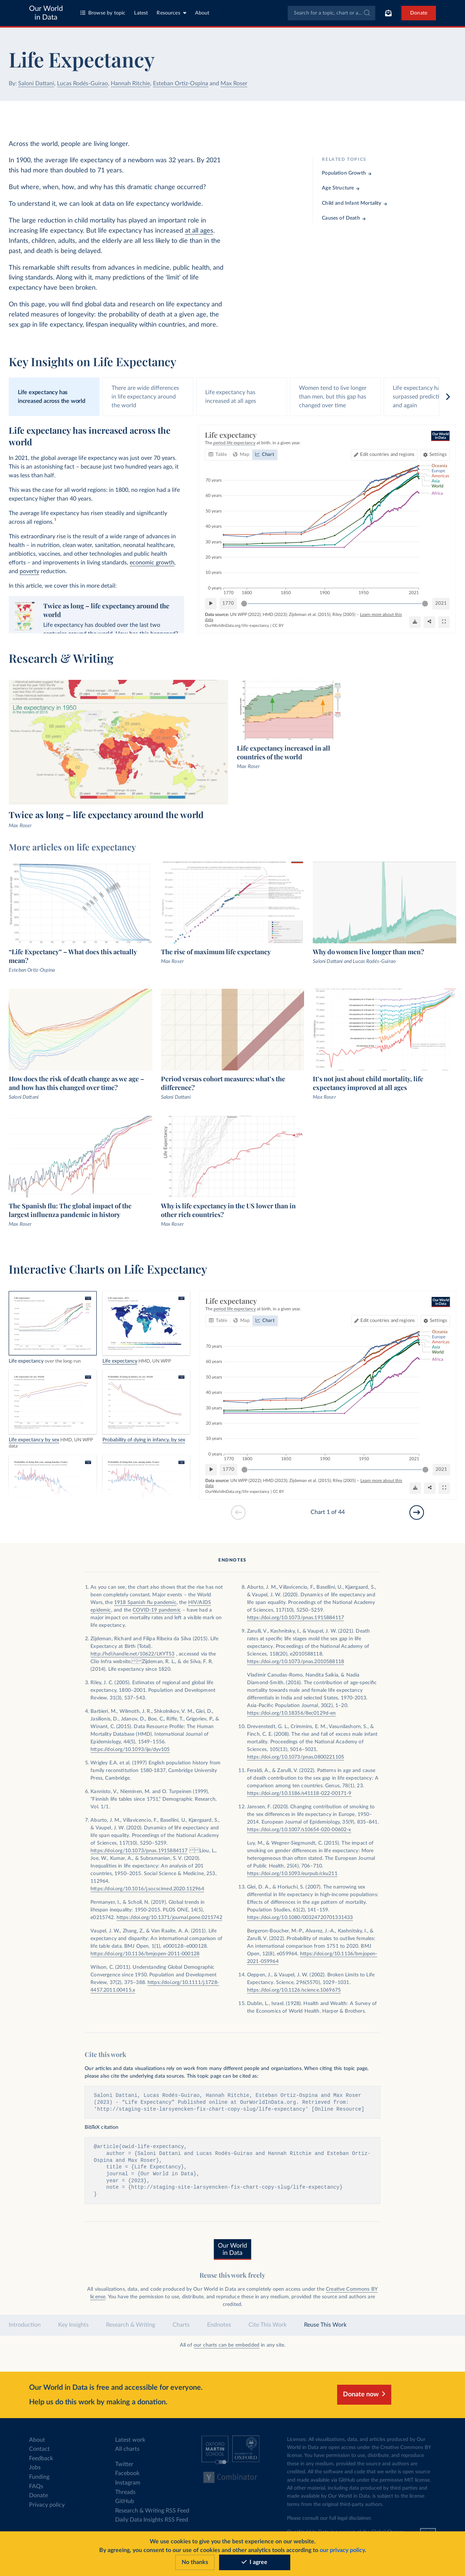 Our World
in Data
Browse by topic
Latest
Resources
About
Search for a topic, chart or a...
Donate
Life Expectancy
By: Saloni Dattani, Lucas Rodés-Guirao, Hannah Ritchie, Esteban Ortiz-Ospina and Max Roser
Across the world, people are living longer.
In 1900, the average life expectancy of a newborn was 32 years. By 2021
this had more than doubled to 71 years.
But where, when, how, and why has this dramatic change occurred?
To understand it, we can look at data on life expectancy worldwide.
The large reduction in child mortality has played an important role in
increasing life expectancy. But life expectancy has increased at all ages.
Infants, children, adults, and the elderly are all less likely to die than in the
past, and death is being delayed.
This remarkable shift results from advances in medicine, public health, and
living standards. Along with it, many predictions of the ‘limit’ of life
expectancy have been broken.
On this page, you will find global data and research on life expectancy and
related measures of longevity: the probability of death at a given age, the
sex gap in life expectancy, lifespan inequality within countries, and more.
RELATED TOPICS
Population Growth
Age Structure
Child and Infant Mortality
Causes of Death
Key Insights on Life Expectancy
Life expectancy has
increased across the world
There are wide differences
in life expectancy around
the world
Life expectancy has
increased at all ages
Women tend to live longer
than men, but this gap has
changed over time
Life expectancy ha
surpassed predicti
and again
Life expectancy has increased across the
world
In 2021, the global average life expectancy was just over 70 years.
This is an astonishing fact – because just two hundred years ago, it
was less than half.
This was the case for all world regions: in 1800, no region had a life
expectancy higher than 40 years.
The average life expectancy has risen steadily and significantly
across all regions.
This extraordinary rise is the result of a wide range of advances in
health – in nutrition, clean water, sanitation, neonatal healthcare,
antibiotics, vaccines, and other technologies and public health
efforts – and improvements in living standards, economic growth,
and poverty reduction.
In this article, we cover this in more detail:
Twice as long – life expectancy around the
world
Life expectancy has doubled over the last two
centuries around the world. How has this happened?
Life expectancy
The period life expectancy at birth, in a given year.
Our World
in Data
Table
Map
Chart
Edit countries and regions
Settings
70 years
60 years
50 years
40 years
30 years
20 years
10 years
0 years
Oceania
Europe
Americas
Asia
World
Africa
1770
1800
1850
1900
1950
2021
1770
2021
Data source: UN WPP (2022); HMD (2023); Zijdeman et al. (2015); Riley (2005) – Learn more about this
data
OurWorldInData.org/life-expectancy | CC BY
Research & Writing
Life expectancy in 1950
Twice as long – life expectancy around the world
Max Roser
Life expectancy increased in all
countries of the world
Max Roser
More articles on life expectancy
“Life Expectancy” – What does this actually
mean?
Esteban Ortiz-Ospina
The rise of maximum life expectancy
Max Roser
Why do women live longer than men?
Saloni Dattani and Lucas Rodés-Guirao
How does the risk of death change as we age –
and how has this changed over time?
Saloni Dattani
Period versus cohort measures: what’s the
difference?
Saloni Dattani
It’s not just about child mortality, life
expectancy improved at all ages
Max Roser
The Spanish flu: The global impact of the
largest influenza pandemic in history
Max Roser
Life Expectancy
Why is life expectancy in the US lower than in
other rich countries?
Max Roser
Interactive Charts on Life Expectancy
Life expectancy over the long-run
Life expectancy HMD, UN WPP
Life expectancy by sex HMD, UN WPP
data
Probability of dying in infancy, by sex
Life expectancy
The period life expectancy at birth, in a given year.
Our World
in Data
Table
Map
Chart
Edit countries and regions
Settings
70 years
60 years
50 years
40 years
30 years
20 years
10 years
0 years
Oceania
Europe
Americas
Asia
World
Africa
1770
1800
1850
1900
1950
2021
1770
2021
Data source: UN WPP (2022); HMD (2023); Zijdeman et al. (2015); Riley (2005) – Learn more about this
data
OurWorldInData.org/life-expectancy | CC BY
Chart 1 of 44
ENDNOTES
1. As you can see, the chart also shows that the rise has not
been completely constant. Major events – the World
Wars, the 1918 Spanish flu pandemic, the HIV/AIDS
epidemic, and the COVID-19 pandemic – have had a
major impact on mortality rates and left a visible mark on
life expectancy.
2. Zijdeman, Richard and Filipa Ribeira da Silva (2015). Life
Expectancy at Birth (Total).
http://hdl.handle.net/10622/LKYT53 , accessed via the
Clio Infra website. Zijdeman, R. L., & de Silva, F. R.
(2014). Life expectancy since 1820.
3. Riley, J. C. (2005). Estimates of regional and global life
expectancy, 1800–2001. Population and Development
Review, 31(3), 537–543.
4. Barbieri, M., Wilmoth, J. R., Shkolnikov, V. M., Glei, D.,
Jasilionis, D., Jdanov, D., Boe, C., Riffe, T., Grigoriev, P., &
Winant, C. (2015). Data Resource Profile: The Human
Mortality Database (HMD). International Journal of
Epidemiology, 44(5), 1549–1556.
https://doi.org/10.1093/ije/dyv105
5. Wrigley E.A. et al. (1997) English population history from
family reconstitution 1580-1837. Cambridge University
Press, Cambridge.
6. Kannisto, V., Nieminen, M. and O. Turpeinen (1999).
“Finnish life tables since 1751,” Demographic Research,
Vol. 1/1.
7. Aburto, J. M., Villavicencio, F., Basellini, U., Kjærgaard, S.,
& Vaupel, J. W. (2020). Dynamics of life expectancy and
life span equality. Proceedings of the National Academy
of Sciences, 117(10), 5250–5259.
https://doi.org/10.1073/pnas.1915884117 Liou, L.,
Joe, W., Kumar, A., & Subramanian, S. V. (2020).
Inequalities in life expectancy: An analysis of 201
countries, 1950–2015. Social Science & Medicine, 253,
112964.
https://doi.org/10.1016/j.socscimed.2020.112964
Permanyer, I., & Scholl, N. (2019). Global trends in
lifespan inequality: 1950-2015. PLOS ONE, 14(5),
e0215742. https://doi.org/10.1371/journal.pone.0215742
Vaupel, J. W., Zhang, Z., & Van Raalte, A. A. (2011). Life
expectancy and disparity: An international comparison of
life table data. BMJ Open, 1(1), e000128–e000128.
https://doi.org/10.1136/bmjopen-2011-000128
Wilson, C. (2011). Understanding Global Demographic
Convergence since 1950. Population and Development
Review, 37(2), 375–388. https://doi.org/10.1111/j.1728-
4457.2011.00415.x
8. Aburto, J. M., Villavicencio, F., Basellini, U., Kjærgaard, S.,
& Vaupel, J. W. (2020). Dynamics of life expectancy and
life span equality. Proceedings of the National Academy
of Sciences, 117(10), 5250–5259.
https://doi.org/10.1073/pnas.1915884117
9. Zarulli, V., Kashnitsky, I., & Vaupel, J. W. (2021). Death
rates at specific life stages mold the sex gap in life
expectancy. Proceedings of the National Academy of
Sciences, 118(20), e2010588118.
https://doi.org/10.1073/pnas.2010588118
Vladimir Canudas-Romo, Nandita Saikia, & Nadia
Diamond-Smith. (2016). The contribution of age-specific
mortality towards male and female life expectancy
differentials in India and selected States, 1970-2013.
Asia-Pacific Population Journal, 20(2), 1–20.
https://doi.org/10.18356/8ec0129d-en
10. Drevenstedt, G. L., Crimmins, E. M., Vasunilashorn, S., &
Finch, C. E. (2008). The rise and fall of excess male infant
mortality. Proceedings of the National Academy of
Sciences, 105(13), 5016–5021.
https://doi.org/10.1073/pnas.0800221105
11. Feraldi, A., & Zarulli, V. (2022). Patterns in age and cause
of death contribution to the sex gap in life expectancy: A
comparison among ten countries. Genus, 78(1), 23.
https://doi.org/10.1186/s41118-022-00171-9
12. Janssen, F. (2020). Changing contribution of smoking to
the sex differences in life expectancy in Europe, 1950–
2014. European Journal of Epidemiology, 35(9), 835–841.
https://doi.org/10.1007/s10654-020-00602-x
Luy, M., & Wegner-Siegmundt, C. (2015). The impact of
smoking on gender differences in life expectancy: More
heterogeneous than often stated. The European Journal
of Public Health, 25(4), 706–710.
https://doi.org/10.1093/eurpub/cku211
13. Glei, D. A., & Horiuchi, S. (2007). The narrowing sex
differential in life expectancy in high-income populations:
Effects of differences in the age pattern of mortality.
Population Studies, 61(2), 141–159.
https://doi.org/10.1080/00324720701331433
Bergeron-Boucher, M.-P., Alvarez, J.-A., Kashnitsky, I., &
Zarulli, V. (2022). Probability of males to outlive females:
An international comparison from 1751 to 2020. BMJ
Open, 12(8), e059964. https://doi.org/10.1136/bmjopen-
2021-059964
14. Oeppen, J., & Vaupel, J. W. (2002). Broken Limits to Life
Expectancy. Science, 296(5570), 1029–1031.
https://doi.org/10.1126/science.1069675
15. Dublin, L., Israel. (1928), Health and Wealth: A Survey of
the Economics of World Health. Harper & Brothers.
Cite this work
Our articles and data visualizations rely on work from many different people and organizations. When citing this topic page,
please also cite the underlying data sources. This topic page can be cited as:
Saloni Dattani, Lucas Rodés-Guirao, Hannah Ritchie, Esteban Ortiz-Ospina and Max Roser
(2023) - "Life Expectancy" Published online at OurWorldInData.org. Retrieved from:
'http://staging-site-larsyencken-fix-chart-copy-slug/life-expectancy' [Online Resource]
BibTeX citation
@article{owid-life-expectancy,
author = {Saloni Dattani and Lucas Rodés-Guirao and Hannah Ritchie and Esteban Ortiz-
Ospina and Max Roser},
title = {Life Expectancy},
journal = {Our World in Data},
year = {2023},
note = {http://staging-site-larsyencken-fix-chart-copy-slug/life-expectancy}
}
Our World
in Data
Reuse this work freely
All visualizations, data, and code produced by Our World in Data are completely open access under the Creative Commons BY
license. You have the permission to use, distribute, and reproduce these in any medium, provided the source and authors are
credited.
Introduction
Key Insights
Research & Writing
Charts
Endnotes
Cite This Work
Reuse This Work
All of our charts can be embedded in any site.
Our World in Data is free and accessible for everyone.
Help us do this work by making a donation.
Donate now
About
Contact
Feedback
Jobs
Funding
FAQs
Donate
Privacy policy
Latest work
All charts
Twitter
Facebook
Instagram
Threads
GitHub
Research & Writing RSS Feed
Daily Data Insights RSS Feed
OXFORD
MARTIN
SCHOOL
UNIVERSITY OF
OXFORD
Y Combinator
Licenses: All visualizations, data, and articles produced by Our
World in Data are open access under the Creative Commons BY
license. You have permission to use, distribute, and reproduce
these in any medium, provided the source and authors are
credited. All the software and code that we write is open source
and made available via GitHub under the permissive MIT license.
All other material, including data produced by third parties and
made available by Our World in Data, is subject to the license
terms from the original third-party authors.
Please consult our full legal disclaimer.
We use cookies to give you the best experience on our website.
By agreeing, you consent to our use of cookies and other analytics tools according to our privacy policy.
No thanks
I agree